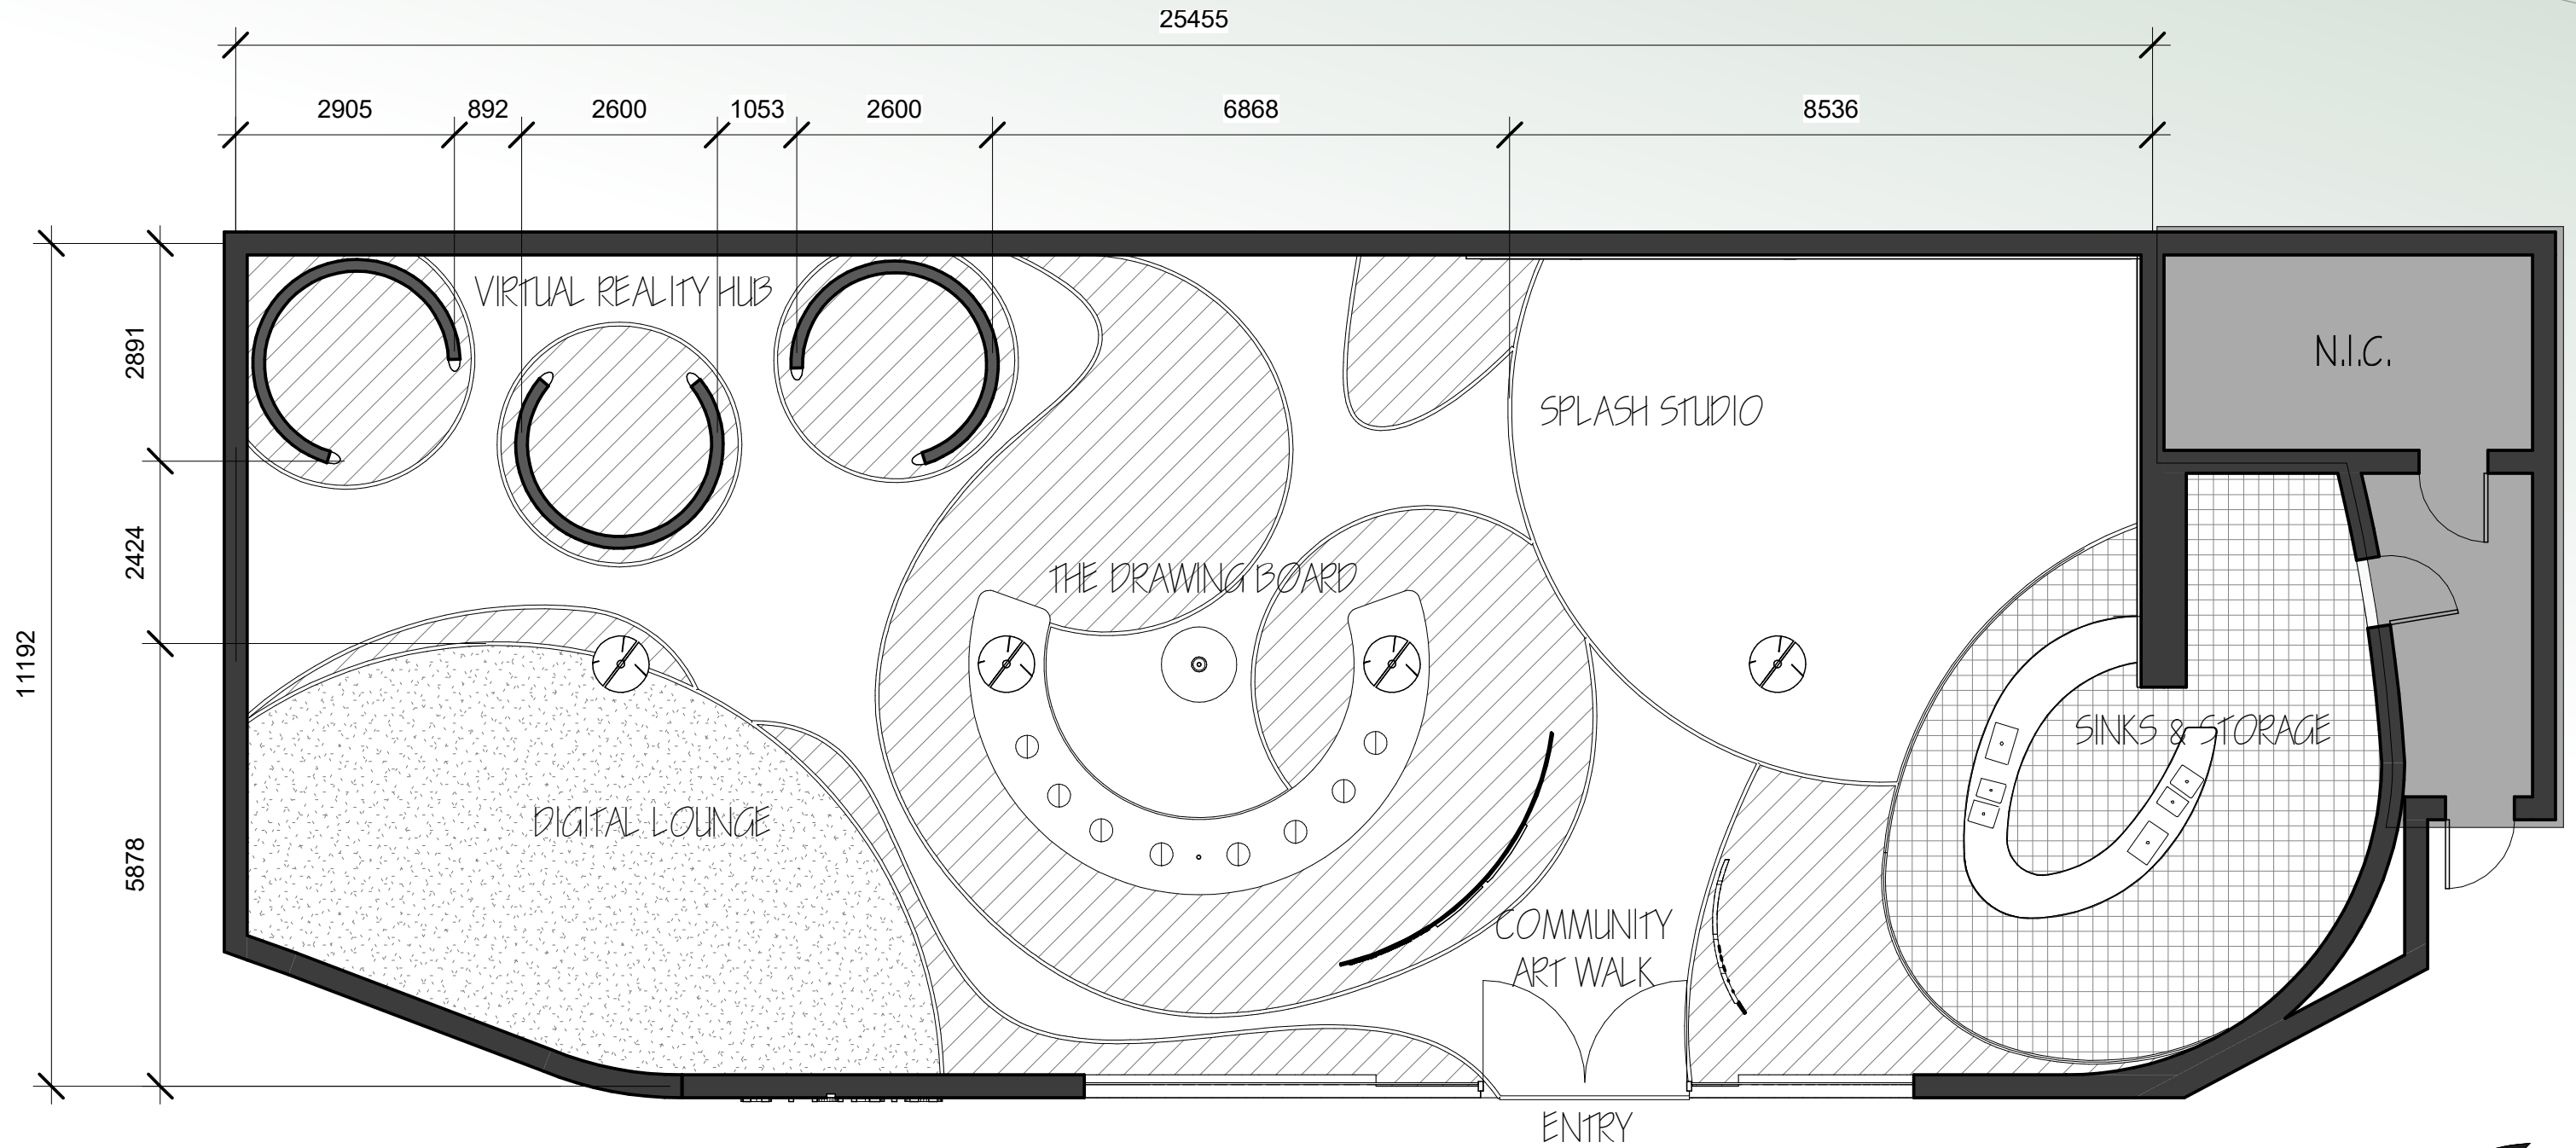 25455
2905 892 2600 1053 2600 6868 8536
VIRTUAL REALITY HUB
2891
N.I.C.
SPLASH STUDIO
2424
THE DRAWING BOARD
11192
SINKS & STORAGE
DIGITAL LOUNGE
5878
COMMUNITY
ART WALK
ENTRY